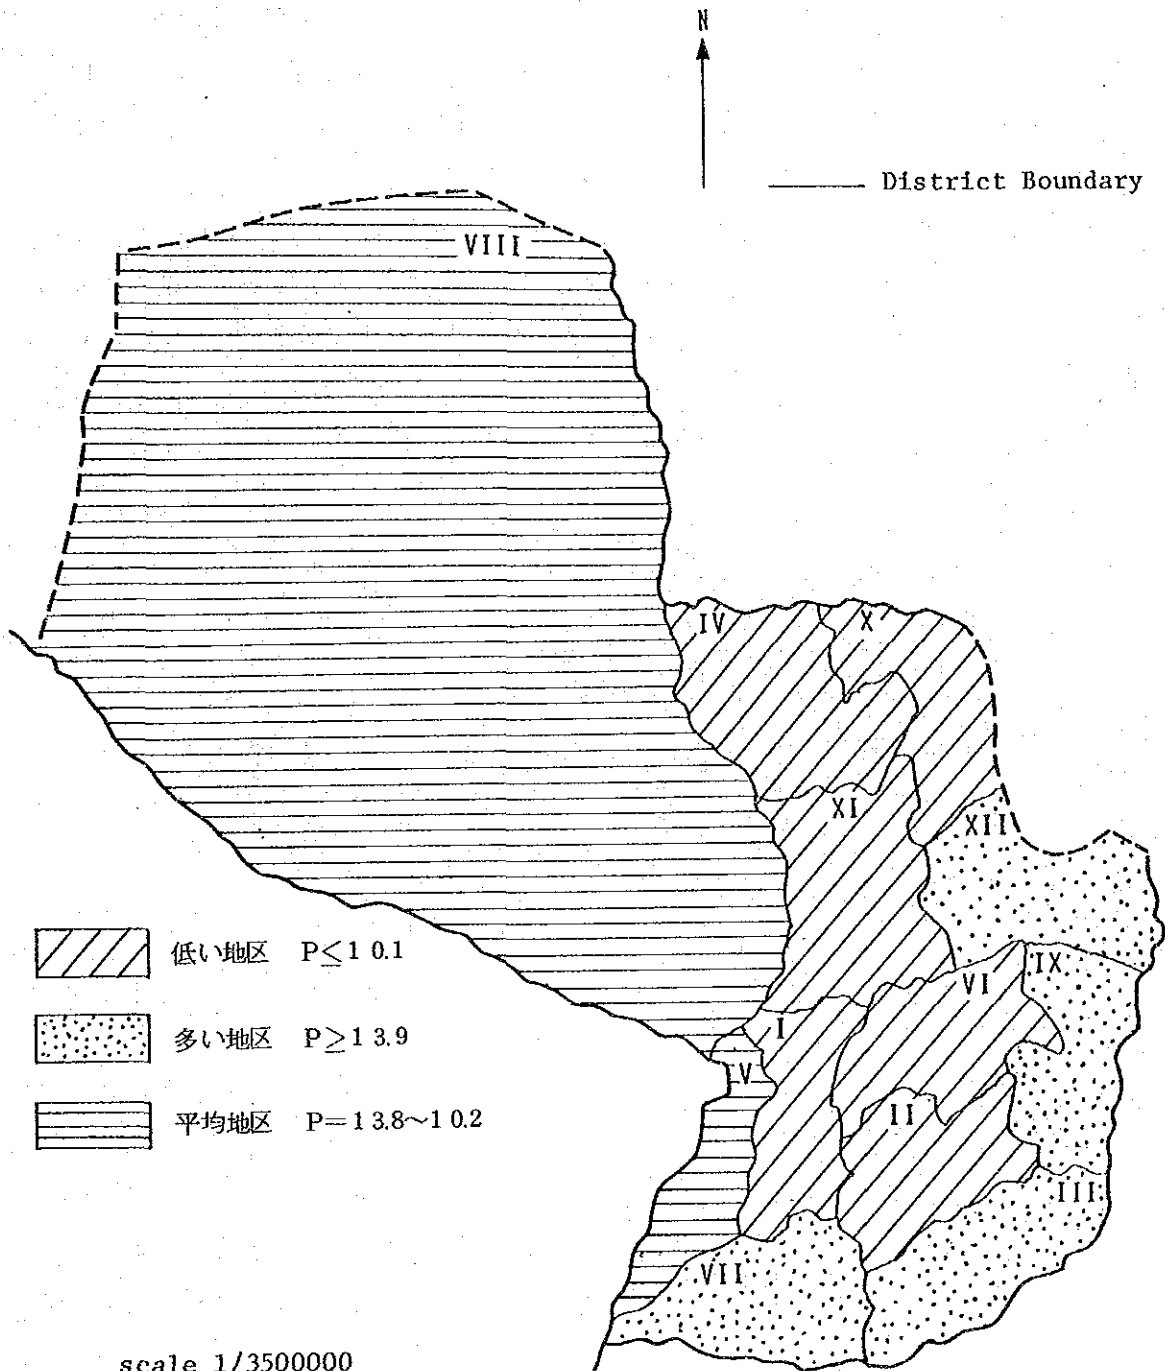 N
District Boundary
VIII
IV
X
XI
XII
低い地区 P≤10.1
VI
IX
I
多い地区 P≥13.9
V
平均地区 P=13.8~10.2
II
III
VII
scale 1/3500000